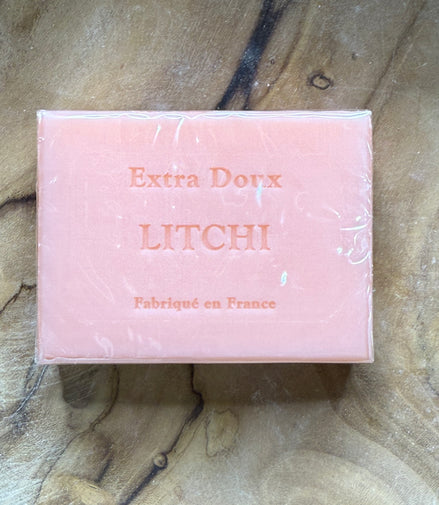 Extra Doux
LITCHI
Fabriqué en France